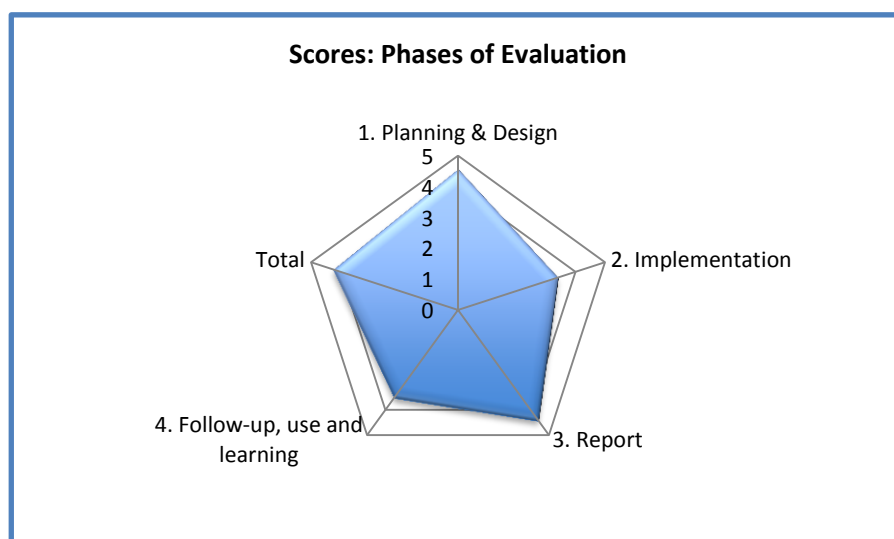 Scores: Phases of Evaluation
1. Planning & Design
5
4
3
2
1
0
Total
2. Implementation
4. Follow-up, use and
learning
3. Report